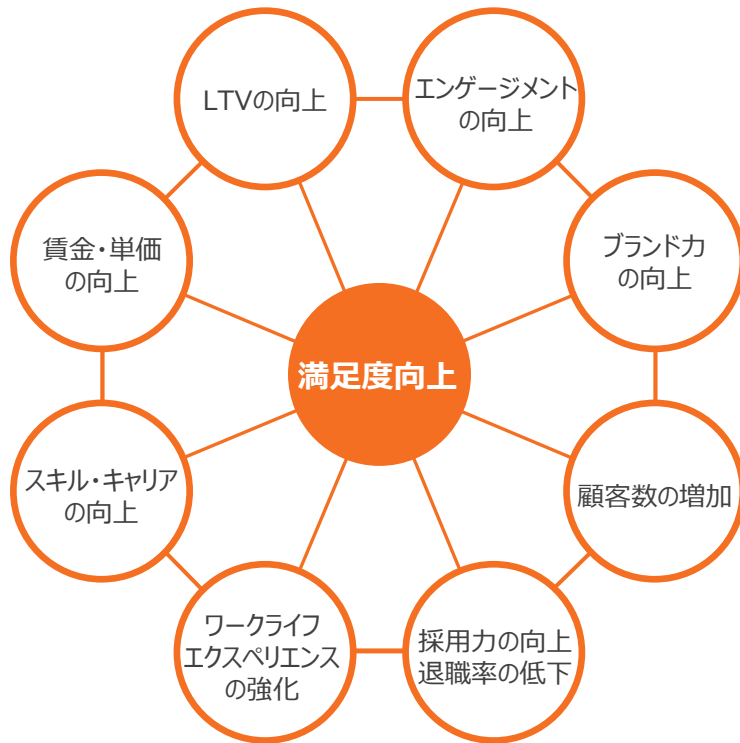 LTVの向上
エンゲージメント
の向上
賃金・単価
の向上
ブランド力
の向上
満足度向上
スキル・キャリア
の向上
顧客数の増加
ワークライフ
エクスペリエンス
の強化
採用力の向上
退職率の低下